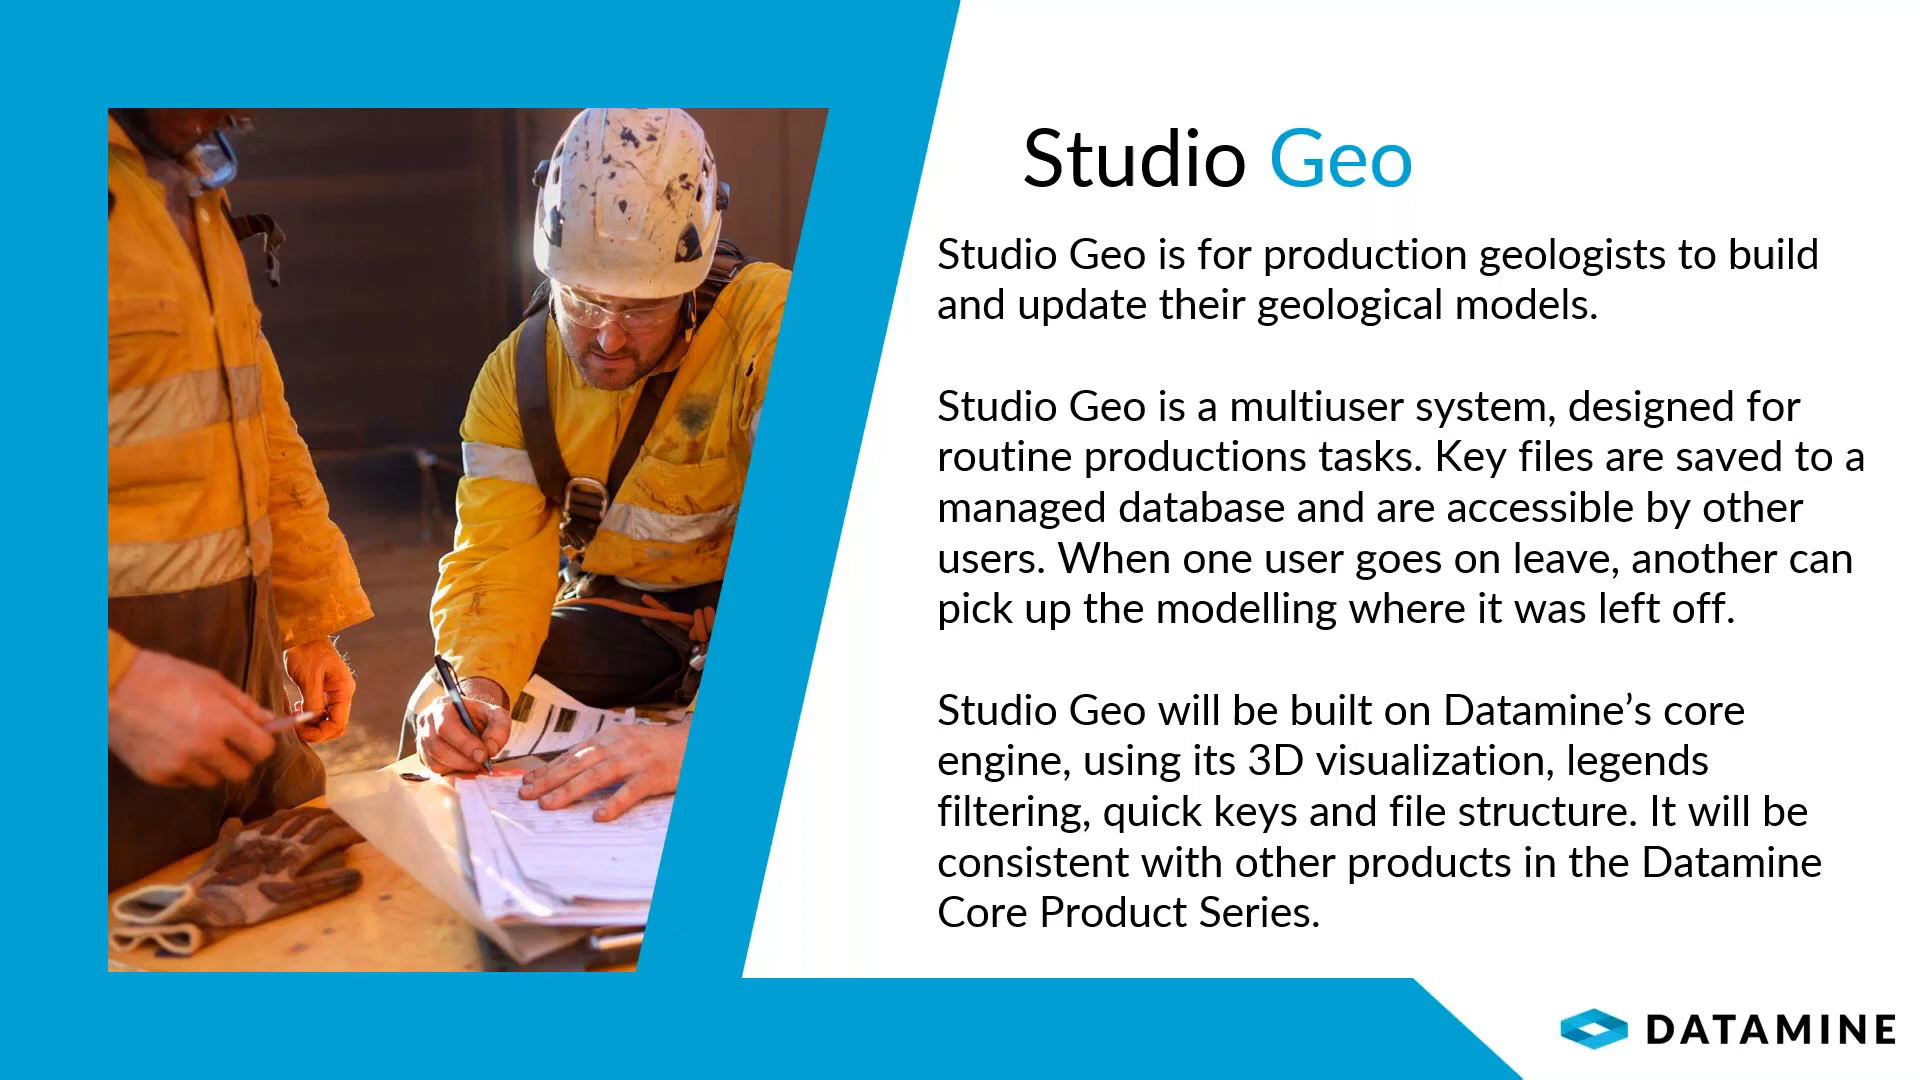 Studio Geo
Studio Geo is for production geologists to build
and update their geological models.
Studio Geo is a multiuser system, designed for
routine productions tasks. Key files are saved to a
managed database and are accessible by other
users. When one user goes on leave, another can
pick up the modelling where it was left off.
Studio Geo will be built on Datamine’s core
engine, using its 3D visualization, legends
filtering, quick keys and file structure. It will be
consistent with other products in the Datamine
Core Product Series.
DATAMINE